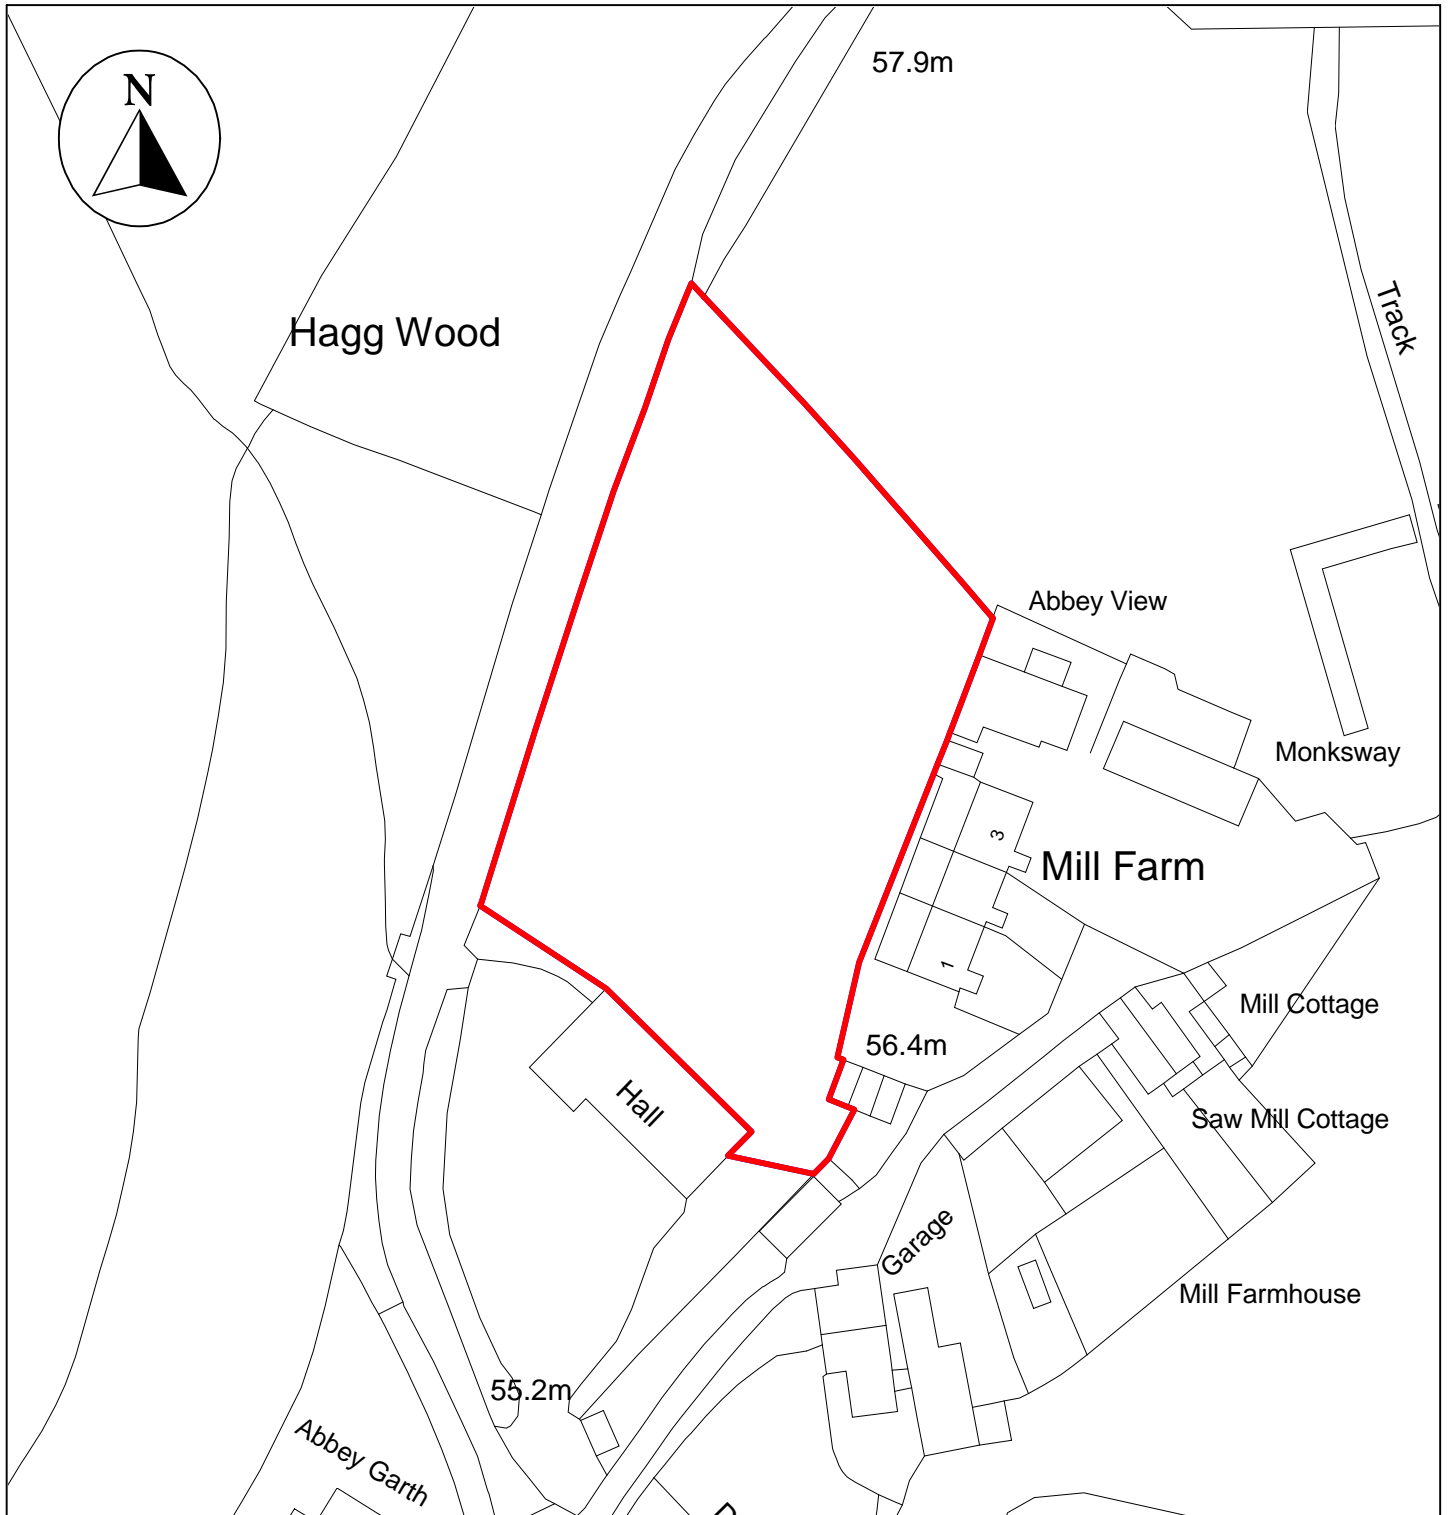 57.9m
N
Track
Hagg Wood
Abbey View
Monksway
3
Mill Farm
1
Mill Cottage
56.4m
Hall
Saw Mill Cottage
Garage
Mill Farmhouse
55.2m
Abbey Garth